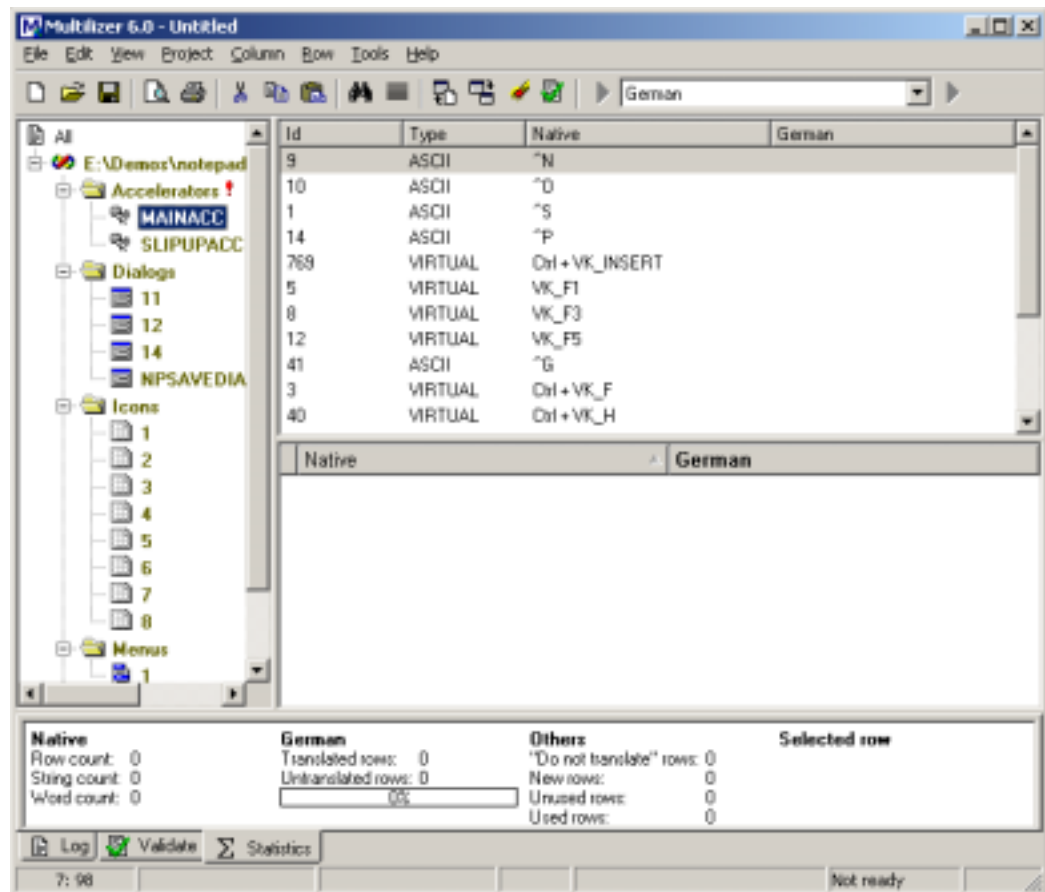 Multilizer 6.0 - Untitled
File Edit View Project Column Row Tools Help
German
All
E:\Demos\notepad
Accelerators !
MAINACC
SLIPUPACC
Dialogs
11
12
14
NPSAVEDIA
Icons
1
2
3
4
5
6
7
8
Menus
1
Id Type Native German
9 ASCII ^N
10 ASCII ^O
1 ASCII ^S
14 ASCII ^P
769 VIRTUAL Ctrl + VK_INSERT
5 VIRTUAL VK_F1
8 VIRTUAL VK_F3
12 VIRTUAL VK_F5
41 ASCII ^G
3 VIRTUAL Ctrl + VK_F
40 VIRTUAL Ctrl + VK_H
Native German
Native German Others Selected row
Row count: 0 Translated rows: 0 "Do not translate" rows: 0
String count: 0 Untranslated rows: 0 New rows: 0
Word count: 0 0% Unused rows: 0
Used rows: 0
Log Validate Σ Statistics
7: 98 Not ready